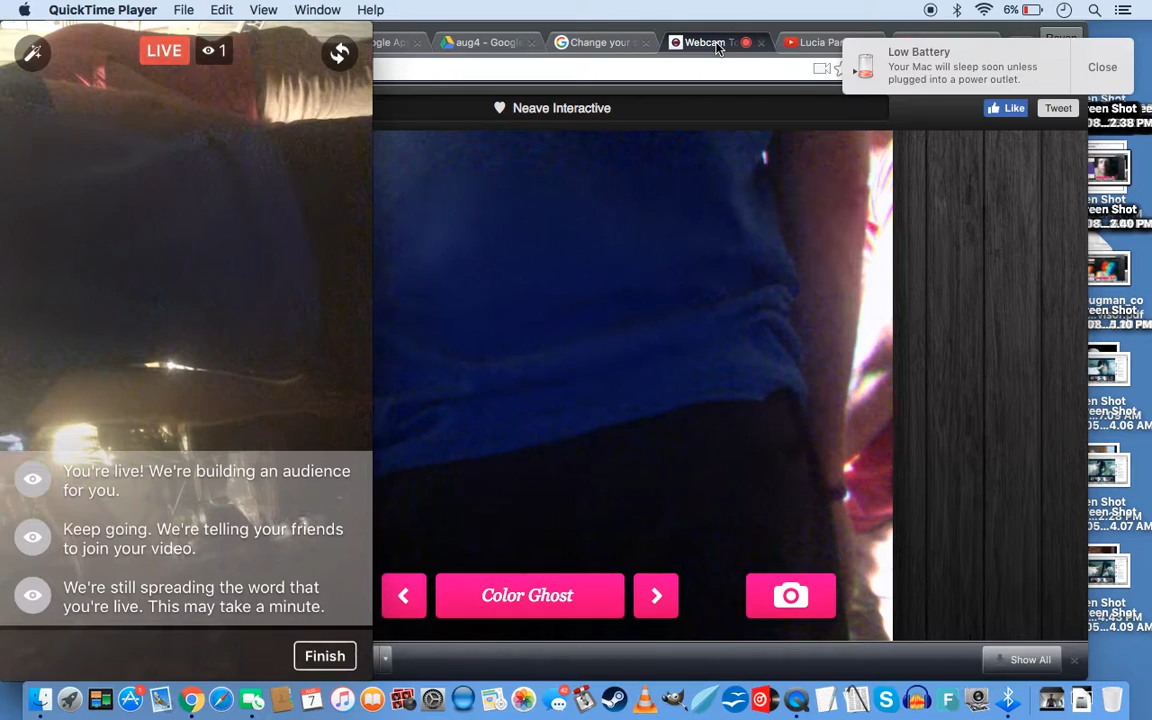 QuickTime Player File Edit View Window Help 6%
LIVE 1
aug4 - Google
Change your
Webcam To
Lucia Pa
Low Battery
Your Mac will sleep soon unless
plugged into a power outlet.
Close
Neave Interactive
Like
Tweet
You're live! We're building an audience
for you.
Keep going. We're telling your friends
to join your video.
We're still spreading the word that
you're live. This may take a minute.
Color Ghost
Finish
Show All